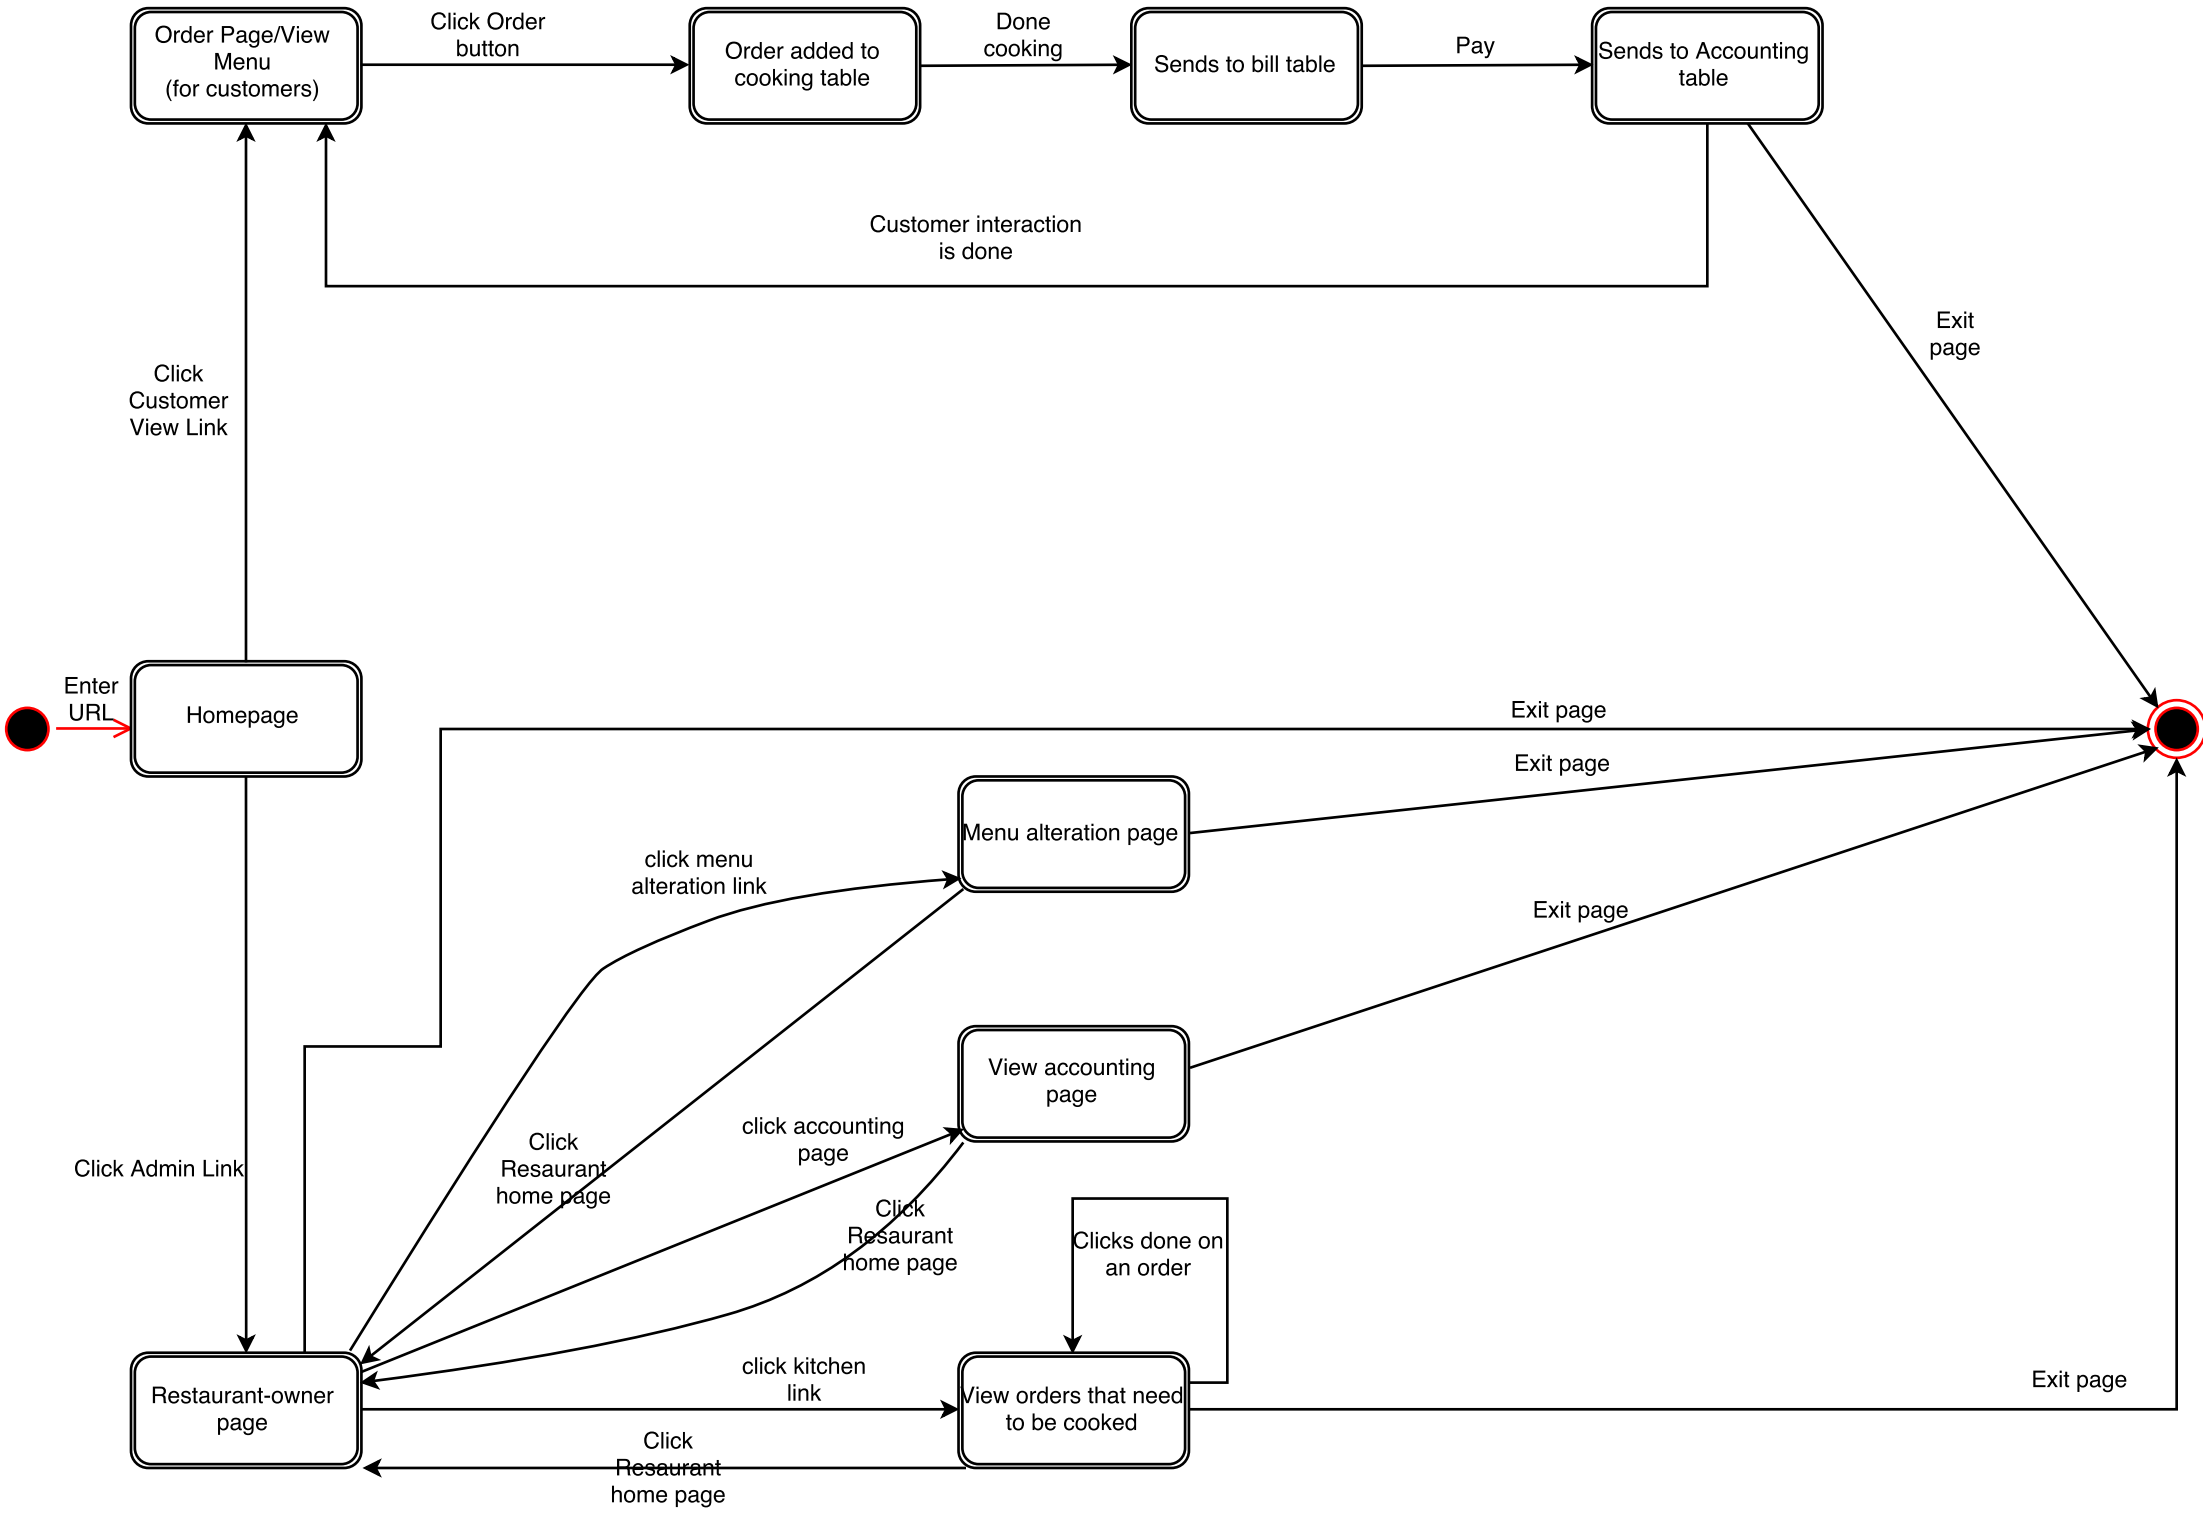 Order Page/View
Menu
(for customers)
Click Order
button
Order added to
cooking table
Done
cooking
Sends to bill table
Pay
Sends to Accounting
table
Customer interaction
is done
Exit
page
Click
Customer
View Link
Enter
URL
Homepage
Exit page
Exit page
Menu alteration page
click menu
alteration link
Exit page
View accounting
page
click accounting
page
Click
Resaurant
home page
Click Admin Link
Click
Resaurant
home page
Clicks done on
an order
click kitchen
link
Restaurant-owner
page
View orders that need
to be cooked
Exit page
Click
Resaurant
home page